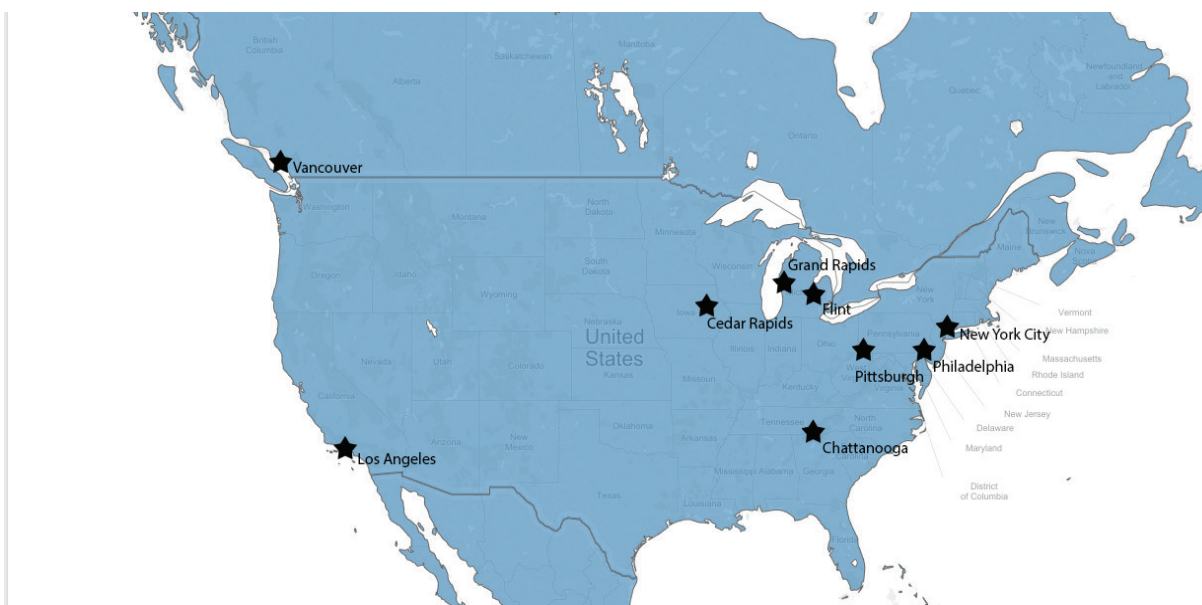 British
Columbia
Alberta
Saskatchewan
Manitoba
Ontario
Quebec
Newfoundland
and
Labrador
Vancouver
Washington
Montana
North
Dakota
Minnesota
New
Brunswick
Maine
Nova
Scotia
Oregon
Idaho
Wyoming
South
Dakota
Wisconsin
Grand Rapids
Flint
New
York
Vermont
New Hampshire
Massachusetts
Rhode Island
Connecticut
New Jersey
Delaware
Maryland
District
of Columbia
Iowa
Cedar Rapids
Nebraska
United
States
Illinois
Indiana
Ohio
Pennsylvania
New York City
Pittsburgh
Philadelphia
West
Virginia
Nevada
Utah
Colorado
Kansas
Missouri
Kentucky
California
Los Angeles
Arizona
New
Mexico
Oklahoma
Arkansas
Tennessee
North
Carolina
Chattanooga
Carolina
Mississippi
Alabama
Georgia
Texas
Louisiana
Florida